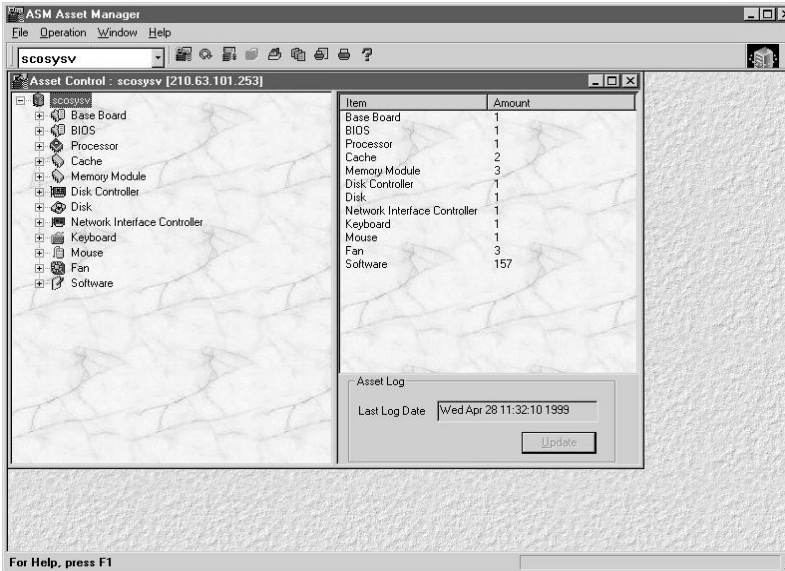 ASM Asset Manager
File Operation Window Help
scosysv
Asset Control : scosysv [210.63.101.253]
scosysv
Base Board
BIOS
Processor
Cache
Memory Module
Disk Controller
Disk
Network Interface Controller
Keyboard
Mouse
Fan
Software
Item Amount
Base Board 1
BIOS 1
Processor 1
Cache 2
Memory Module 3
Disk Controller 1
Disk 1
Network Interface Controller 1
Keyboard 1
Mouse 1
Fan 3
Software 157
Asset Log
Last Log Date Wed Apr 28 11:32:10 1999
Update
For Help, press F1